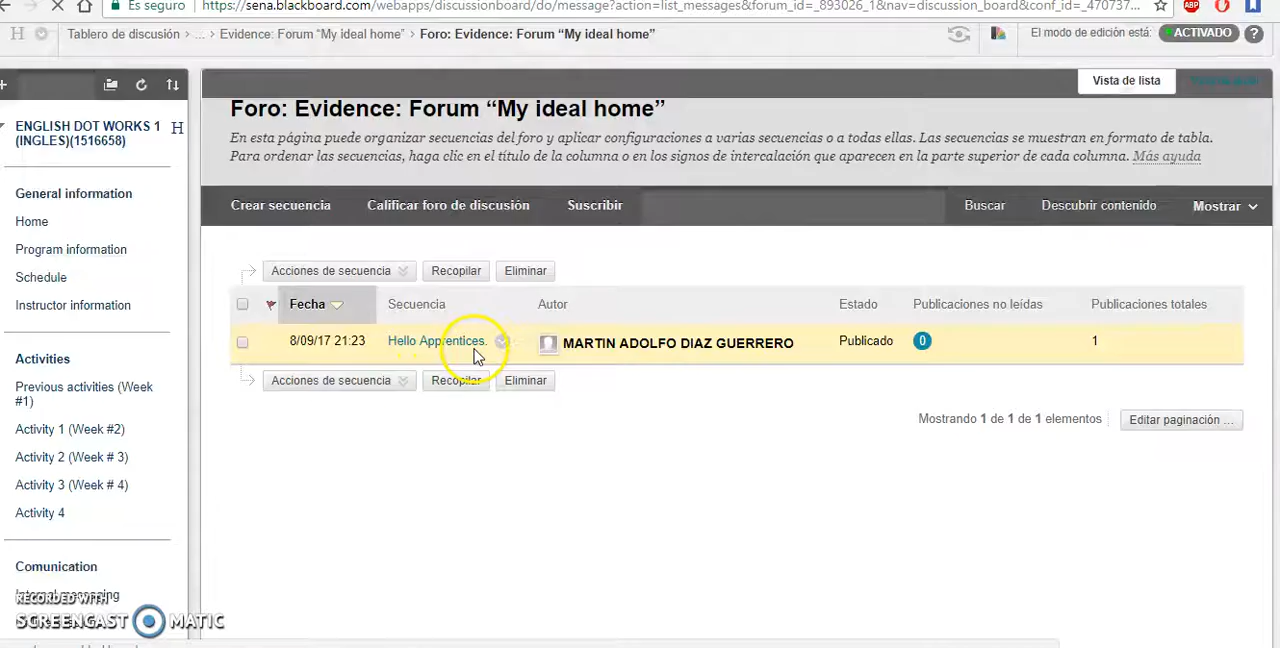 Es seguro
https://sena.blackboard.com/webapps/discussionboard/do/message?action=list_messages&forum_id=_893026_1&nav=discussion_board&conf_id=_470737...
ABP
H
Tablero de discusión > ... > Evidence: Forum “My ideal home” > Foro: Evidence: Forum “My ideal home”
El modo de edición está:
ACTIVADO
?
Vista de lista
ENGLISH DOT WORKS 1
(INGLES)(1516658)
H
General information
Home
Program information
Schedule
Instructor information
Activities
Previous activities (Week
#1)
Activity 1 (Week #2)
Activity 2 (Week # 3)
Activity 3 (Week # 4)
Activity 4
Comunication
RECORDED WITH
SCREENCAST MATIC
Foro: Evidence: Forum “My ideal home”
En esta página puede organizar secuencias del foro y aplicar configuraciones a varias secuencias o a todas ellas. Las secuencias se muestran en formato de tabla.
Para ordenar las secuencias, haga clic en el título de la columna o en los signos de intercalación que aparecen en la parte superior de cada columna. Más ayuda
Crear secuencia
Calificar foro de discusión
Suscribir
Buscar
Descubrir contenido
Mostrar
Acciones de secuencia
Recopilar
Eliminar
Fecha
Secuencia
Autor
Estado
Publicaciones no leídas
Publicaciones totales
8/09/17 21:23
Hello Apprentices.
MARTIN ADOLFO DIAZ GUERRERO
Publicado
0
1
Acciones de secuencia
Recopilar
Eliminar
Mostrando 1 de 1 de 1 elementos
Editar paginación ...